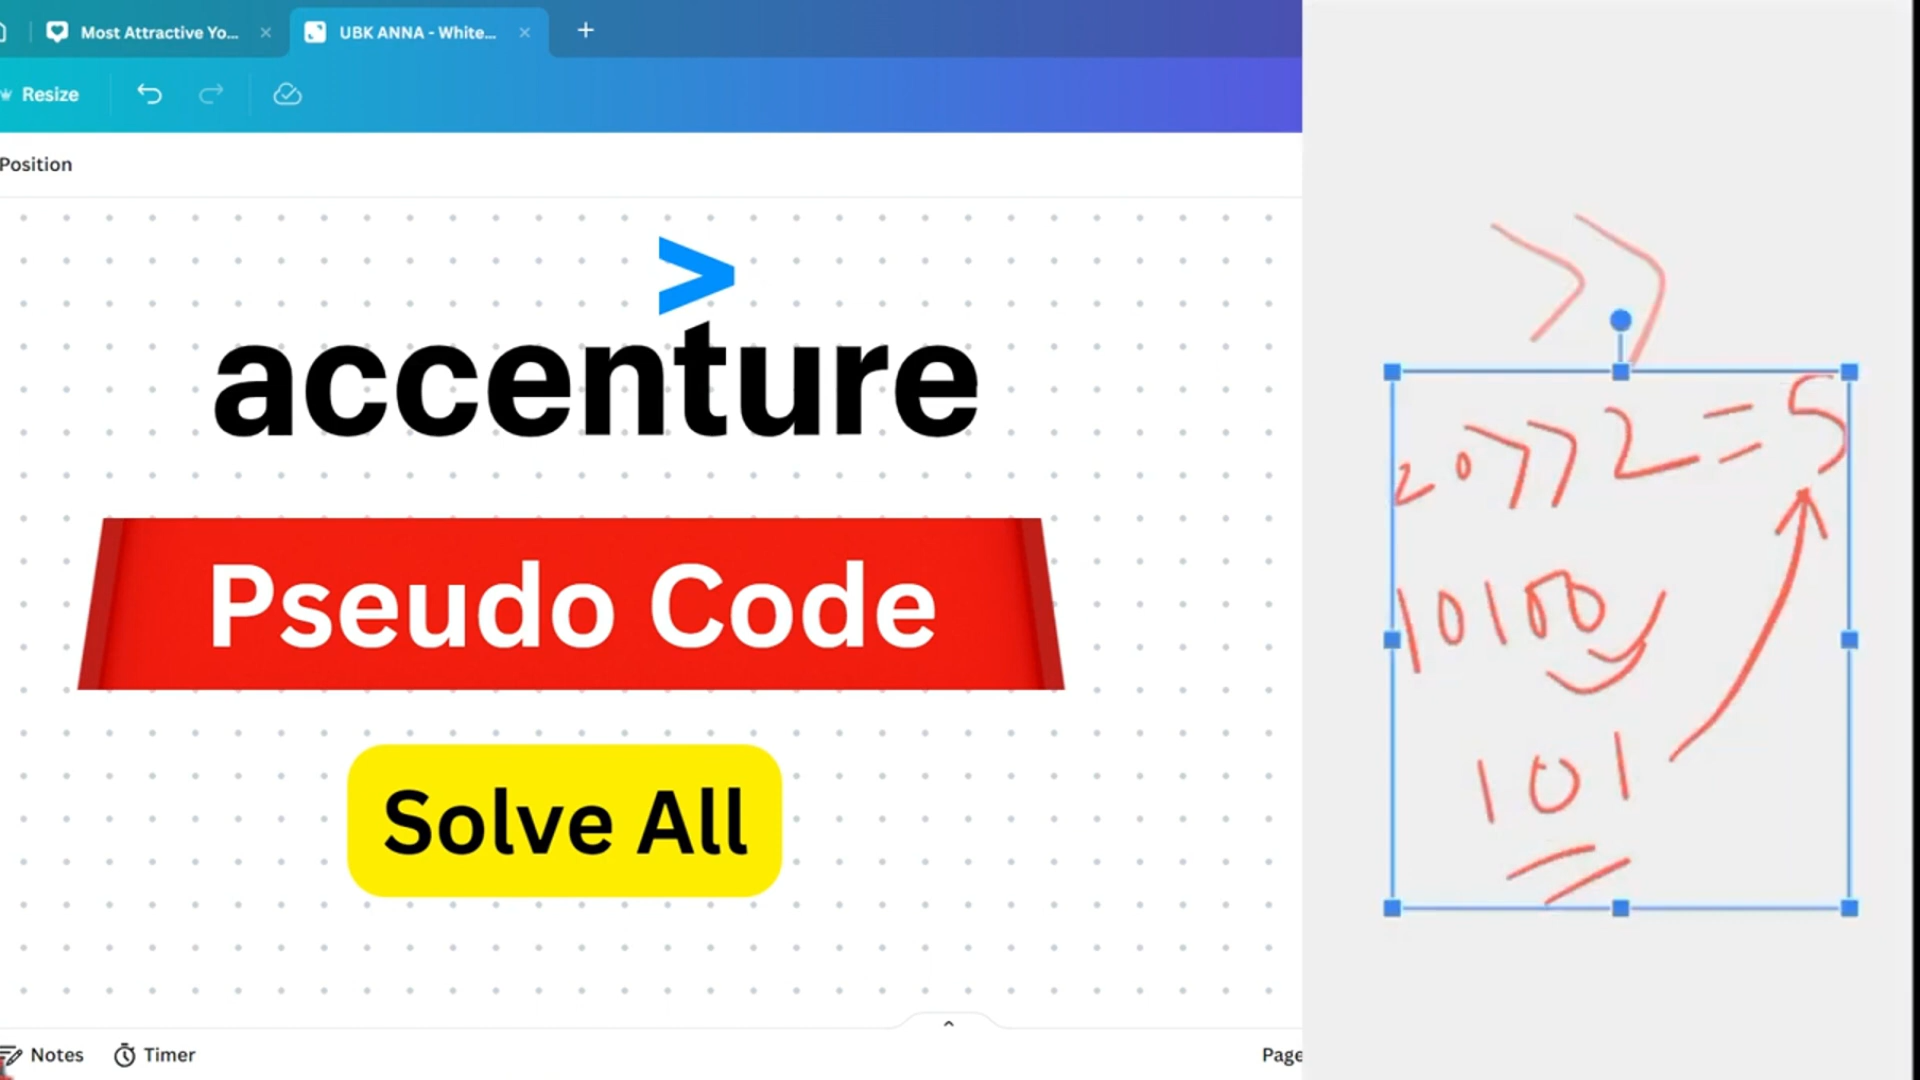 Most Attractive Yo...
UBK ANNA - White...
Resize
Position
>
accenture
Pseudo Code
Solve All
Notes
Timer
Page
>>
20>>2=5
10100
101